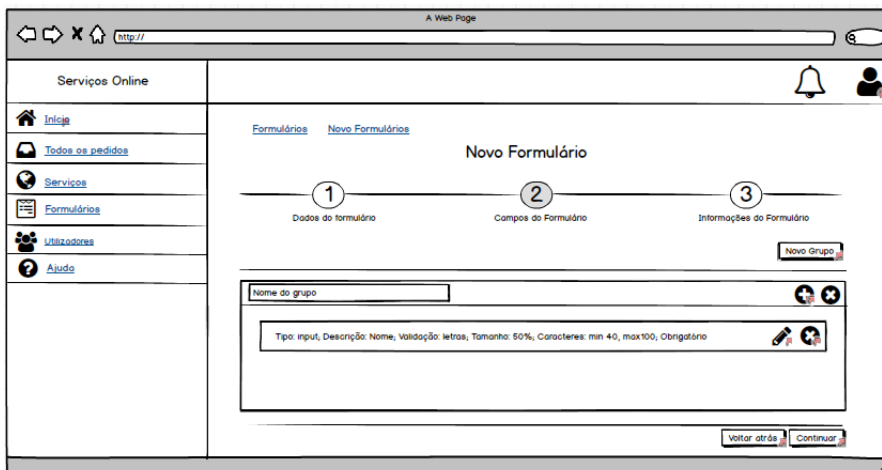 A Web Page
http://
Serviços Online
Início
Todos os pedidos
Serviços
Formulários
Utilizadores
Ajuda
Formulários Novo Formulários
Novo Formulário
1 2 3
Dados do formulário Campos do Formulário Informações do Formulário
Novo Grupo
Nome do grupo
Tipo: input; Descrição: Nome; Validação: letras; Tamanho: 50%; Caracteres: min 40, max100; Obrigatório
Voltar atrás Continuar